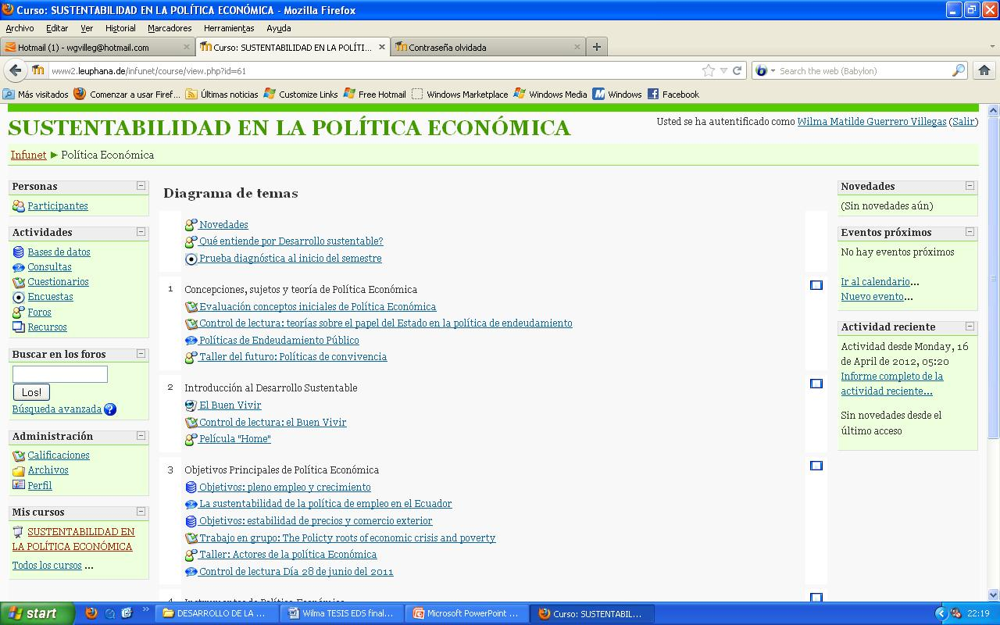 Curso: SUSTENTABILIDAD EN LA POLÍTICA ECONÓMICA - Mozilla Firefox
Archivo Editar Ver Historial Marcadores Herramientas Ayuda
Hotmail (1) - wgvilleg@hotmail.com
Curso: SUSTENTABILIDAD EN LA POLÍTI...
Contraseña olvidada
www2.leuphana.de/infunet/course/view.php?id=61
Search the web (Babylon)
Más visitados Comenzar a usar Firef... Últimas noticias Customize Links Free Hotmail Windows Marketplace Windows Media Windows Facebook
SUSTENTABILIDAD EN LA POLÍTICA ECONÓMICA
Usted se ha autentificado como Wilma Matilde Guerrero Villegas (Salir)
Infunet ► Política Económica
Personas
Participantes
Actividades
Bases de datos
Consultas
Cuestionarios
Encuestas
Foros
Recursos
Buscar en los foros
Los!
Búsqueda avanzada
Administración
Calificaciones
Archivos
Perfil
Mis cursos
SUSTENTABILIDAD EN
LA POLÍTICA ECONÓMICA
Todos los cursos ...
Diagrama de temas
Novedades
Qué entiende por Desarrollo sustentable?
Prueba diagnóstica al inicio del semestre
1 Concepciones, sujetos y teoría de Política Económica
Evaluación conceptos iniciales de Política Económica
Control de lectura: teorías sobre el papel del Estado en la política de endeudamiento
Políticas de Endeudamiento Público
Taller del futuro: Políticas de convivencia
2 Introducción al Desarrollo Sustentable
El Buen Vivir
Control de lectura: el Buen Vivir
Película "Home"
3 Objetivos Principales de Política Económica
Objetivos: pleno empleo y crecimiento
La sustentabilidad de la política de empleo en el Ecuador
Objetivos: estabilidad de precios y comercio exterior
Trabajo en grupo: The Policty roots of economic crisis and poverty
Taller: Actores de la política Económica
Control de lectura Día 28 de junio del 2011
4 Instrumentos de Política Económica
Novedades
(Sin novedades aún)
Eventos próximos
No hay eventos próximos
Ir al calendario...
Nuevo evento...
Actividad reciente
Actividad desde Monday, 16
de April de 2012, 05:20
Informe completo de la
actividad reciente...
Sin novedades desde el
último acceso
start
DESARROLLO DE LA ...
Wilma TESIS EDS final...
Microsoft PowerPoint ...
Curso: SUSTENTABIL...
22:19